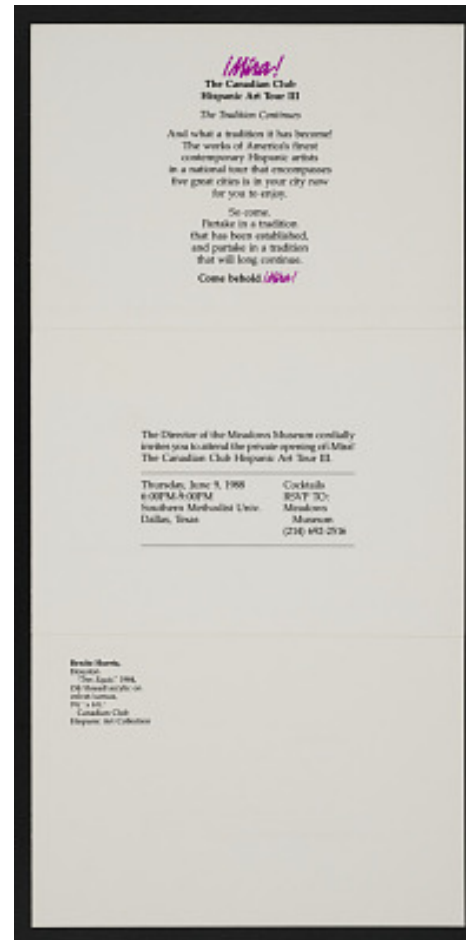 ¡Mira!
The Canadian Club
Hispanic Art Tour III
The Tradition Continues
And what a tradition it has become!
The works of America's finest
contemporary Hispanic artists
in a national tour that encompasses
five great cities is in your city now
for you to enjoy.
So come.
Partake in a tradition
that has been established,
and partake in a tradition
that will long continue.
Come behold ¡Mira!
The Director of the Meadows Museum cordially
invites you to attend the private opening of ¡Mira!
The Canadian Club Hispanic Art Tour III.
Thursday, June 9, 1988
6:00PM-9:00PM
Southern Methodist Univ.
Dallas, Texas
Cocktails
RSVP TO:
Meadows
Museum
(214) 692-2516
Houston
Canadian Club
Hispanic Art Collection